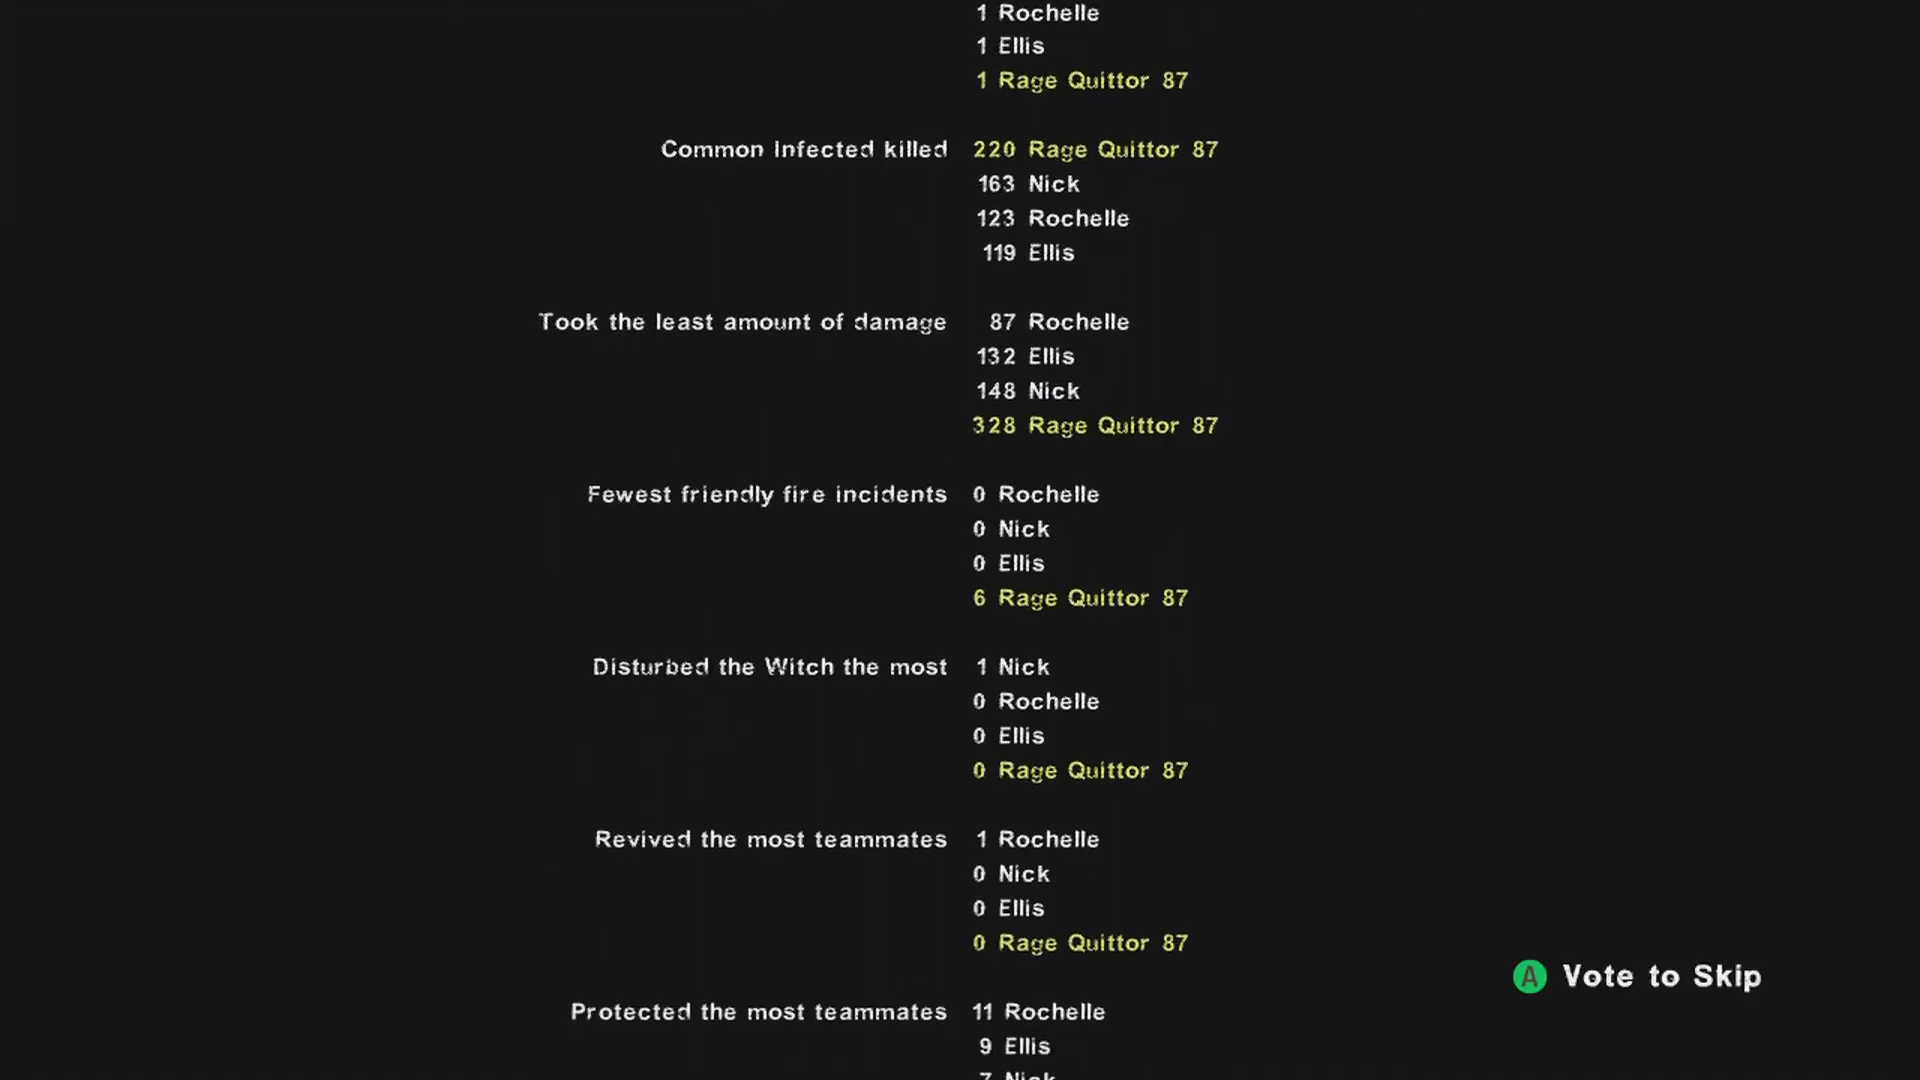 1 Rochelle
1 Ellis
1 Rage Quittor 87
Common Infected killed 220 Rage Quittor 87
163 Nick
123 Rochelle
119 Ellis
Took the least amount of damage 87 Rochelle
132 Ellis
148 Nick
328 Rage Quittor 87
Fewest friendly fire incidents 0 Rochelle
0 Nick
0 Ellis
6 Rage Quittor 87
Disturbed the Witch the most 1 Nick
0 Rochelle
0 Ellis
0 Rage Quittor 87
Revived the most teammates 1 Rochelle
0 Nick
0 Ellis
0 Rage Quittor 87
A Vote to Skip
Protected the most teammates 11 Rochelle
9 Ellis
7 Nick